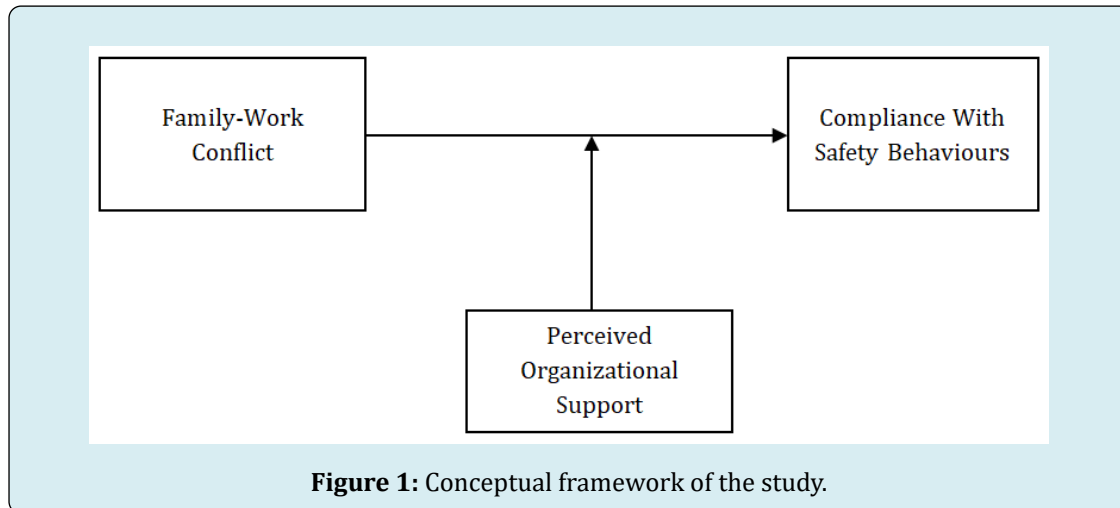 Family-Work
Conflict
Compliance With
Safety Behaviours
Perceived
Organizational
Support
Figure 1: Conceptual framework of the study.